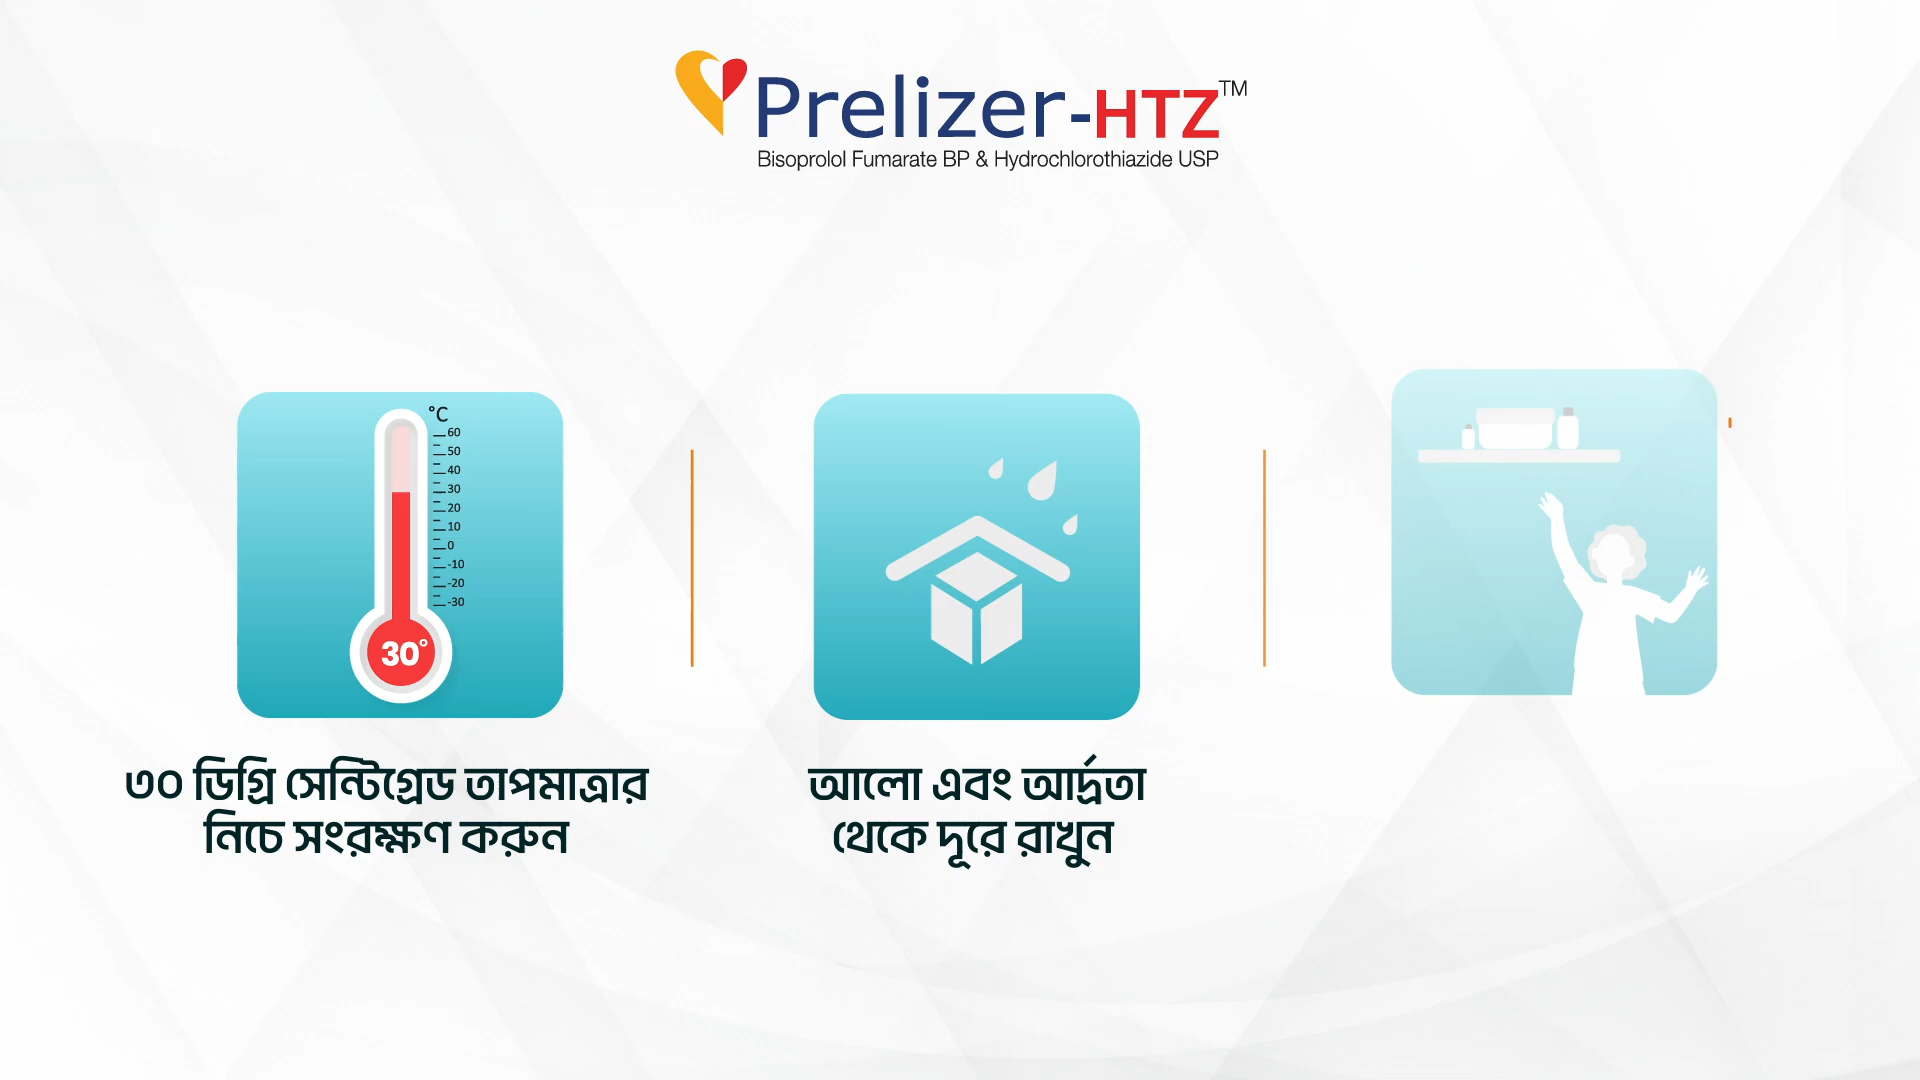 Prelizer-HTZ™
Bisoprolol Fumarate BP & Hydrochlorothiazide USP
°C
60
50
40
30
20
10
0
-10
-20
-30
30°
৩০ ডিগ্রি সেন্টিগ্রেড তাপমাত্রার
নিচে সংরক্ষণ করুন
আলো এবং আর্দ্রতা
থেকে দূরে রাখুন